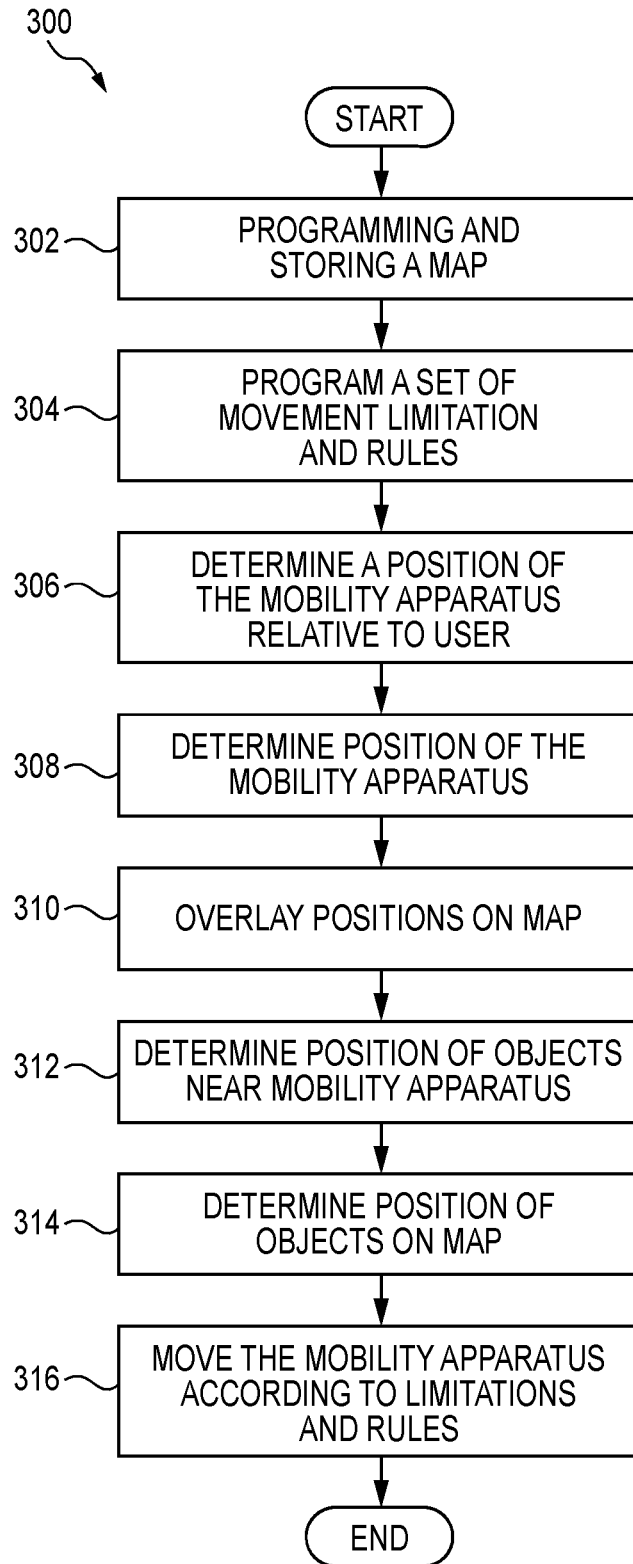 300
START
302
PROGRAMMING AND
STORING A MAP
304
PROGRAM A SET OF
MOVEMENT LIMITATION
AND RULES
306
DETERMINE A POSITION OF
THE MOBILITY APPARATUS
RELATIVE TO USER
308
DETERMINE POSITION OF THE
MOBILITY APPARATUS
310
OVERLAY POSITIONS ON MAP
312
DETERMINE POSITION OF OBJECTS
NEAR MOBILITY APPARATUS
314
DETERMINE POSITION OF
OBJECTS ON MAP
316
MOVE THE MOBILITY APPARATUS
ACCORDING TO LIMITATIONS
AND RULES
END